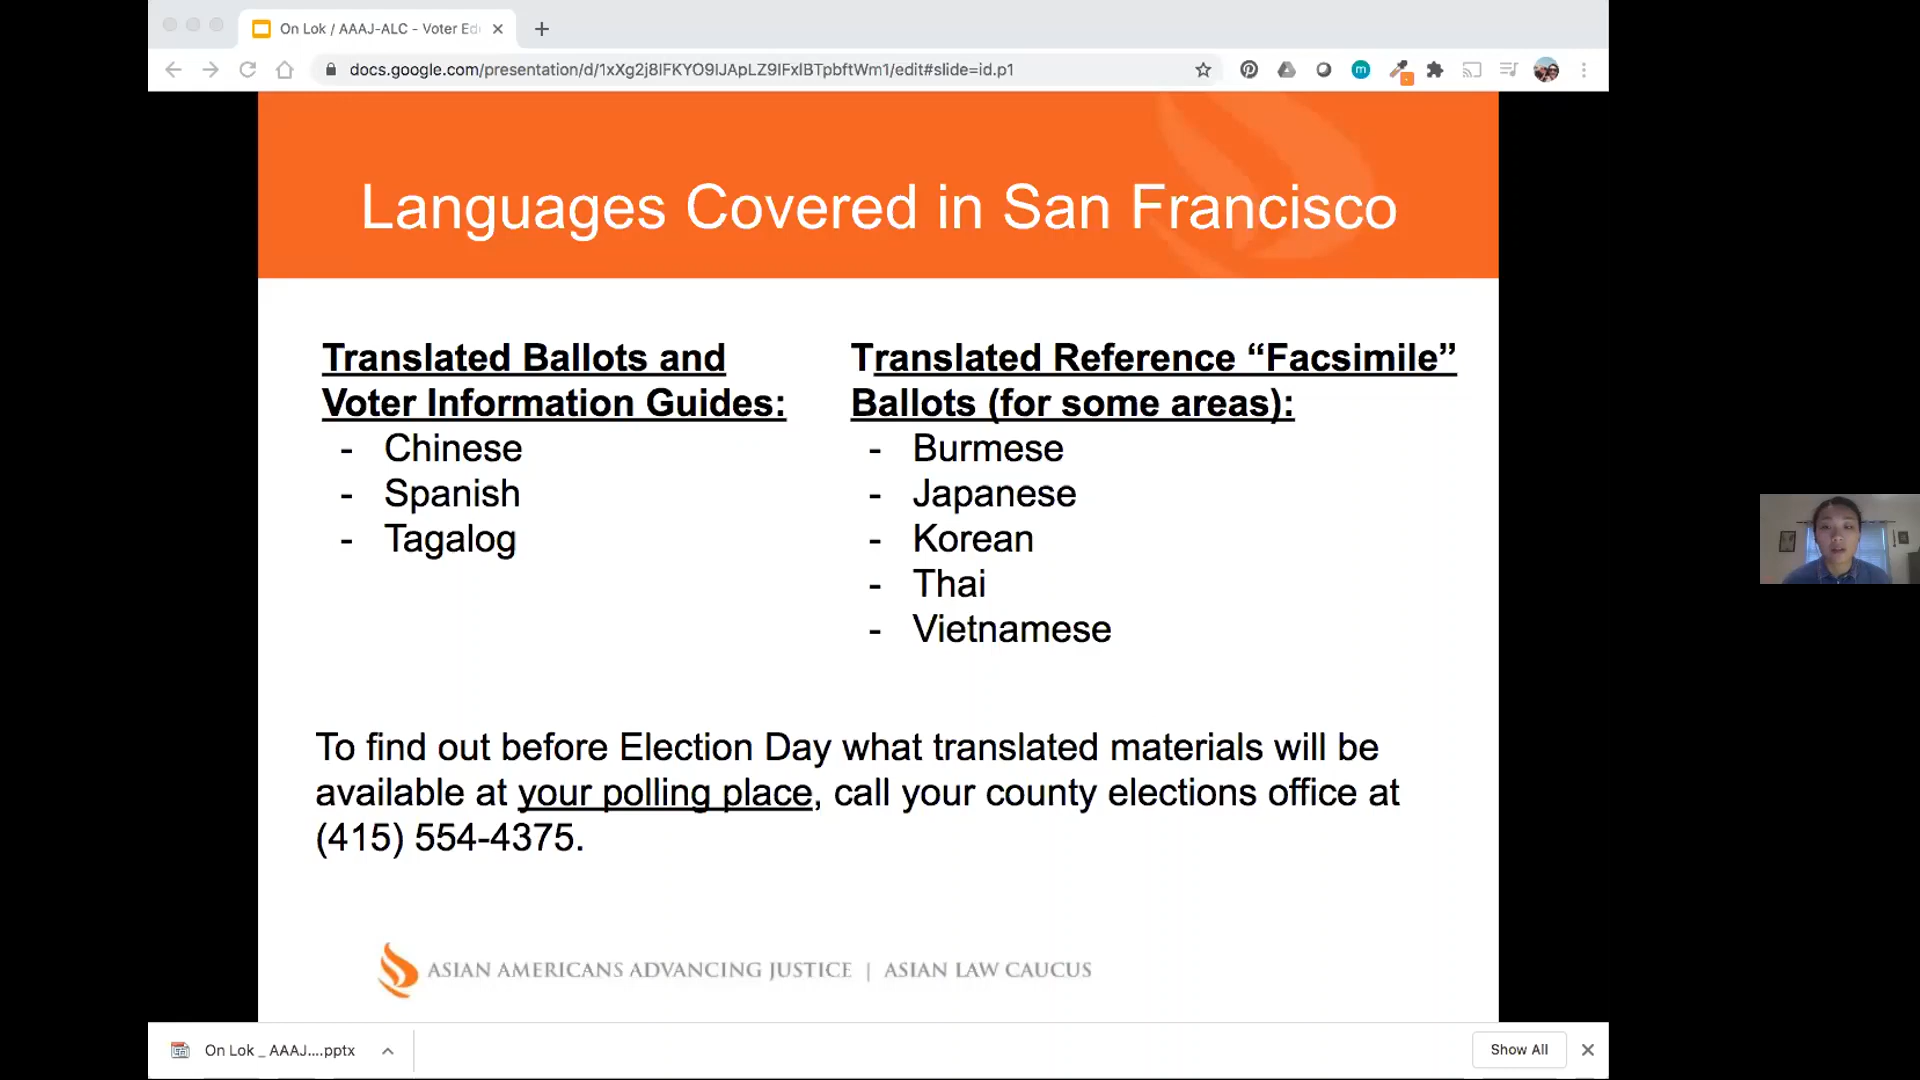 On Lok / AAAJ-ALC - Voter Ed
docs.google.com/presentation/d/1xXg2j8lFKYO9IJApLZ9IFxlBTpbftWm1/edit#slide=id.p1
m
Languages Covered in San Francisco
Translated Ballots and
Voter Information Guides:
- Chinese
- Spanish
- Tagalog
Translated Reference “Facsimile”
Ballots (for some areas):
- Burmese
- Japanese
- Korean
- Thai
- Vietnamese
To find out before Election Day what translated materials will be
available at your polling place, call your county elections office at
(415) 554-4375.
ASIAN AMERICANS ADVANCING JUSTICE | ASIAN LAW CAUCUS
On Lok _ AAAJ....pptx
Show All